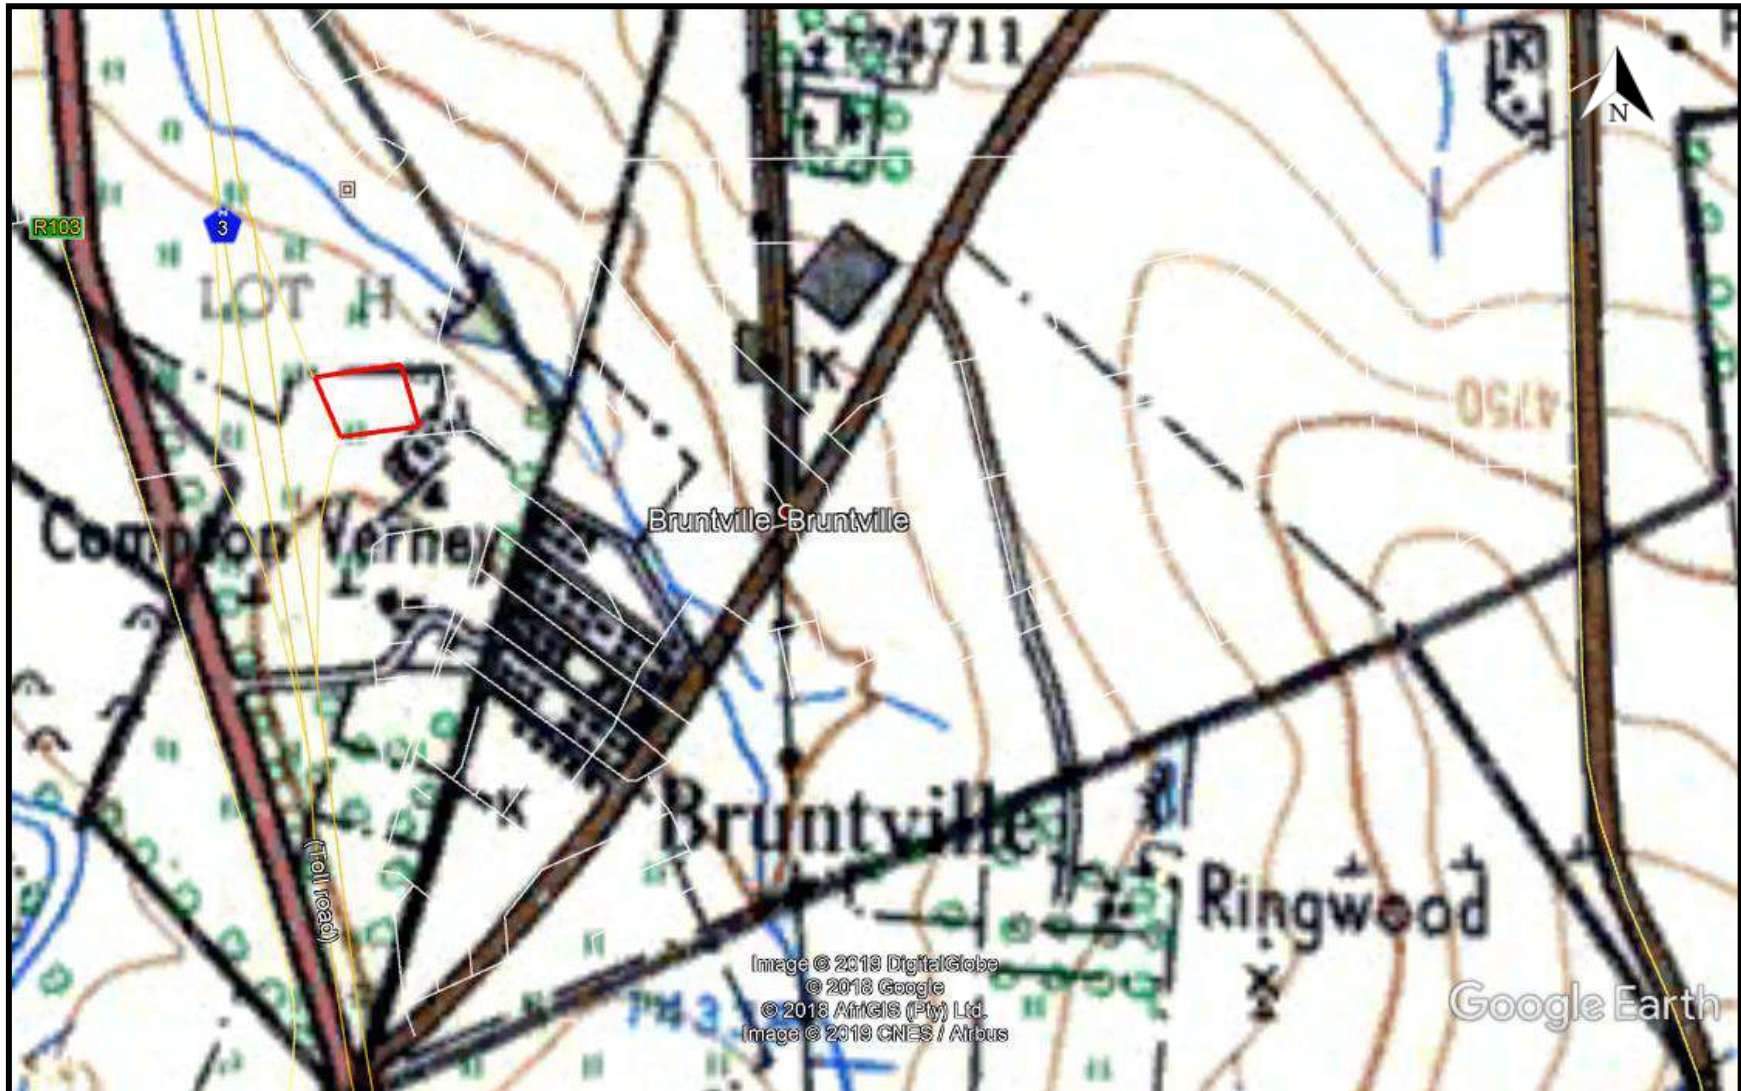 4711
K
N
R103
N
3
LOT H
K
4750
Bruntville Bruntville
Compton Verney
K
Bruntville
(Toll road)
Ringwood
Image © 2019 DigitalGlobe
© 2018 Google
© 2018 AfriGIS (Pty) Ltd.
Image © 2019 CNES / Airbus
Google Earth